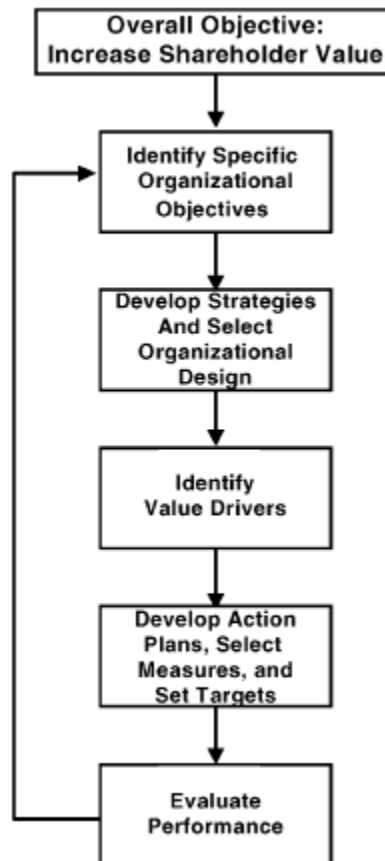 Overall Objective:
Increase Shareholder Value
Identify Specific
Organizational
Objectives
Develop Strategies
And Select
Organizational
Design
Identify
Value Drivers
Develop Action
Plans, Select
Measures, and
Set Targets
Evaluate
Performance